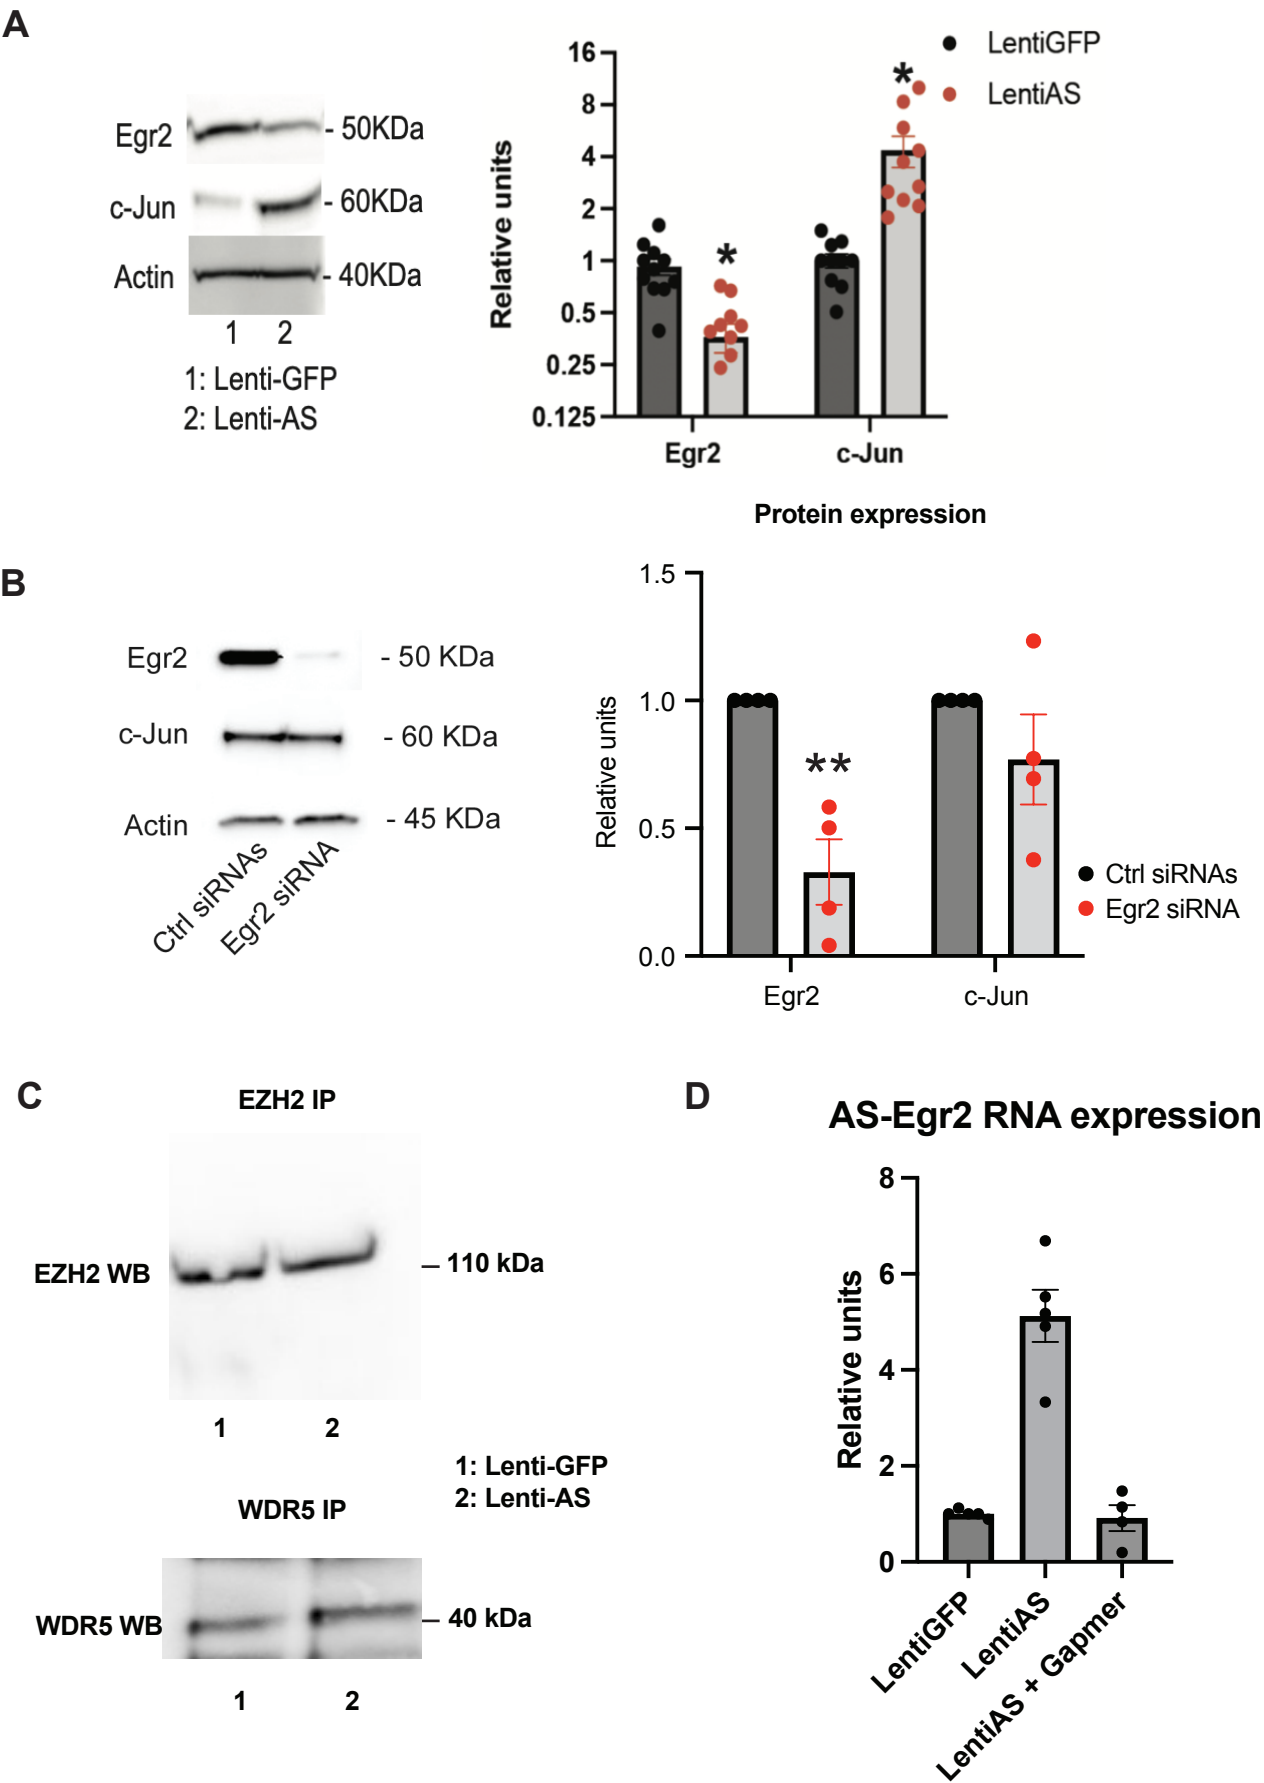 A
Egr2
- 50KDa
c-Jun
- 60KDa
Actin
- 40KDa
1 2
1: Lenti-GFP
2: Lenti-AS
Relative units
16
8
4
2
1
0.5
0.25
0.125
*
*
LentiGFP
LentiAS
Egr2
c-Jun
Protein expression
B
Egr2
- 50 KDa
c-Jun
- 60 KDa
Actin
- 45 KDa
Ctrl siRNAs
Egr2 siRNA
Relative units
1.5
1.0
0.5
0.0
**
Egr2
c-Jun
Ctrl siRNAs
Egr2 siRNA
C
EZH2 IP
EZH2 WB
– 110 kDa
1 2
1: Lenti-GFP
2: Lenti-AS
WDR5 IP
WDR5 WB
– 40 kDa
1 2
D
AS-Egr2 RNA expression
Relative units
8
6
4
2
0
LentiGFP
LentiAS
LentiAS + Gapmer